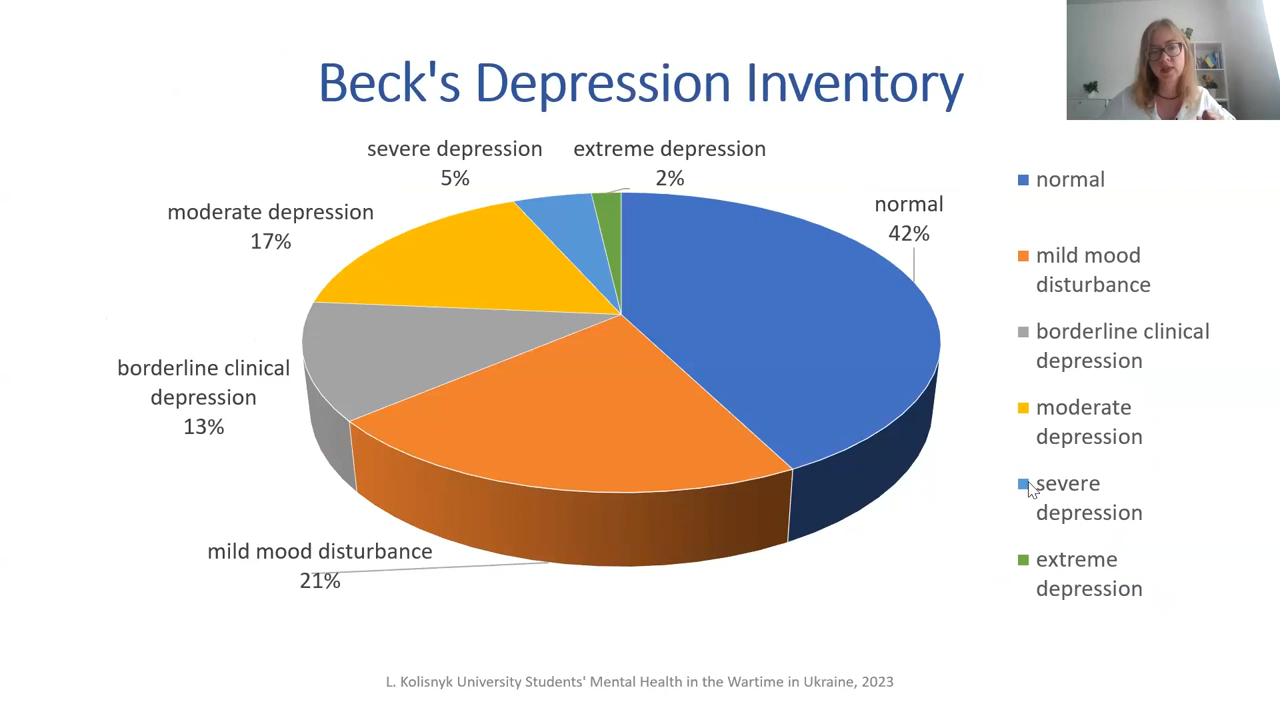 Beck's Depression Inventory
severe depression
5%
extreme depression
2%
moderate depression
17%
normal
42%
borderline clinical
depression
13%
mild mood disturbance
21%
normal
mild mood
disturbance
borderline clinical
depression
moderate
depression
severe
depression
extreme
depression
L. Kolisnyk University Students' Mental Health in the Wartime in Ukraine, 2023